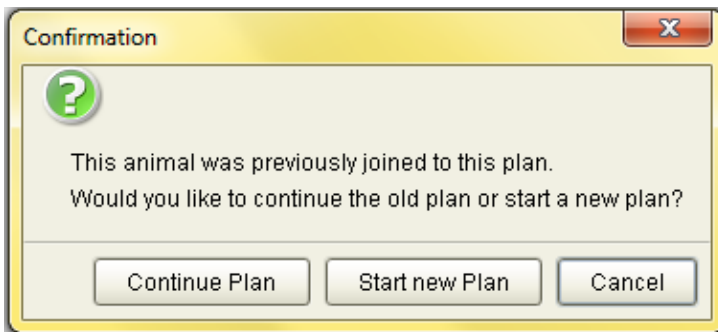 Confirmation
This animal was previously joined to this plan.
Would you like to continue the old plan or start a new plan?
Continue Plan
Start new Plan
Cancel